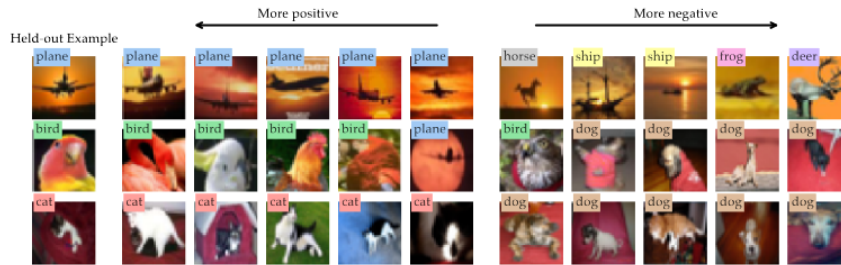 More positive
More negative
Held-out Example
plane plane plane plane plane plane horse ship ship frog deer
bird bird bird bird bird plane bird dog dog dog dog
cat cat cat cat cat cat dog dog dog dog dog